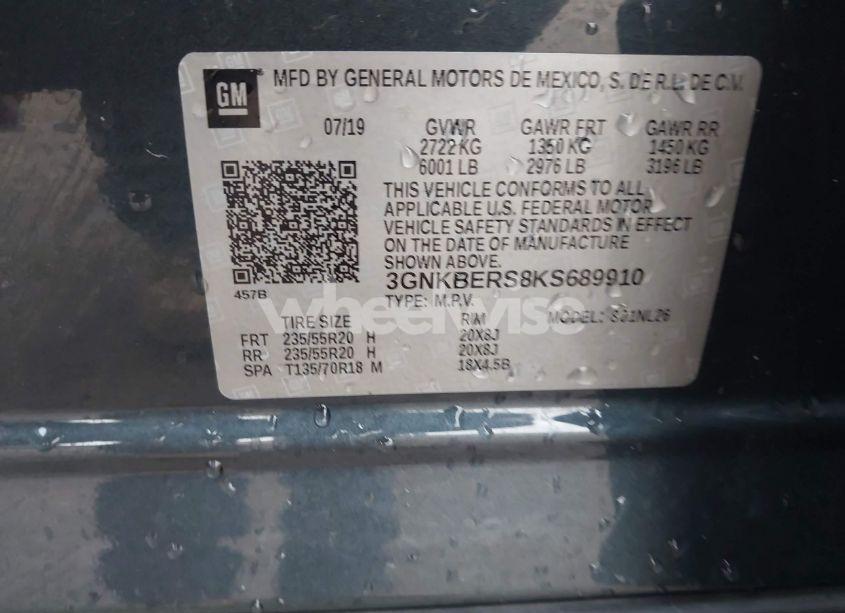 GM
MFD BY GENERAL MOTORS DE MEXICO, S. DE R.L. DE C.V.
07/19 GVWR GAWR FRT GAWR RR
2722 KG 1350 KG 1450 KG
6001 LB 2976 LB 3196 LB
THIS VEHICLE CONFORMS TO ALL
APPLICABLE U.S. FEDERAL MOTOR
VEHICLE SAFETY STANDARDS IN EFFECT
ON THE DATE OF MANUFACTURE
SHOWN ABOVE.
3GNKBERS8KS689910
457B
TYPE: M.P.V.
wheelwise
TIRE SIZE RIM MODEL:
FRT 235/55R20 H 20X8J
RR 235/55R20 H 20X8J
SPA T135/70R18 M 18X4.5B